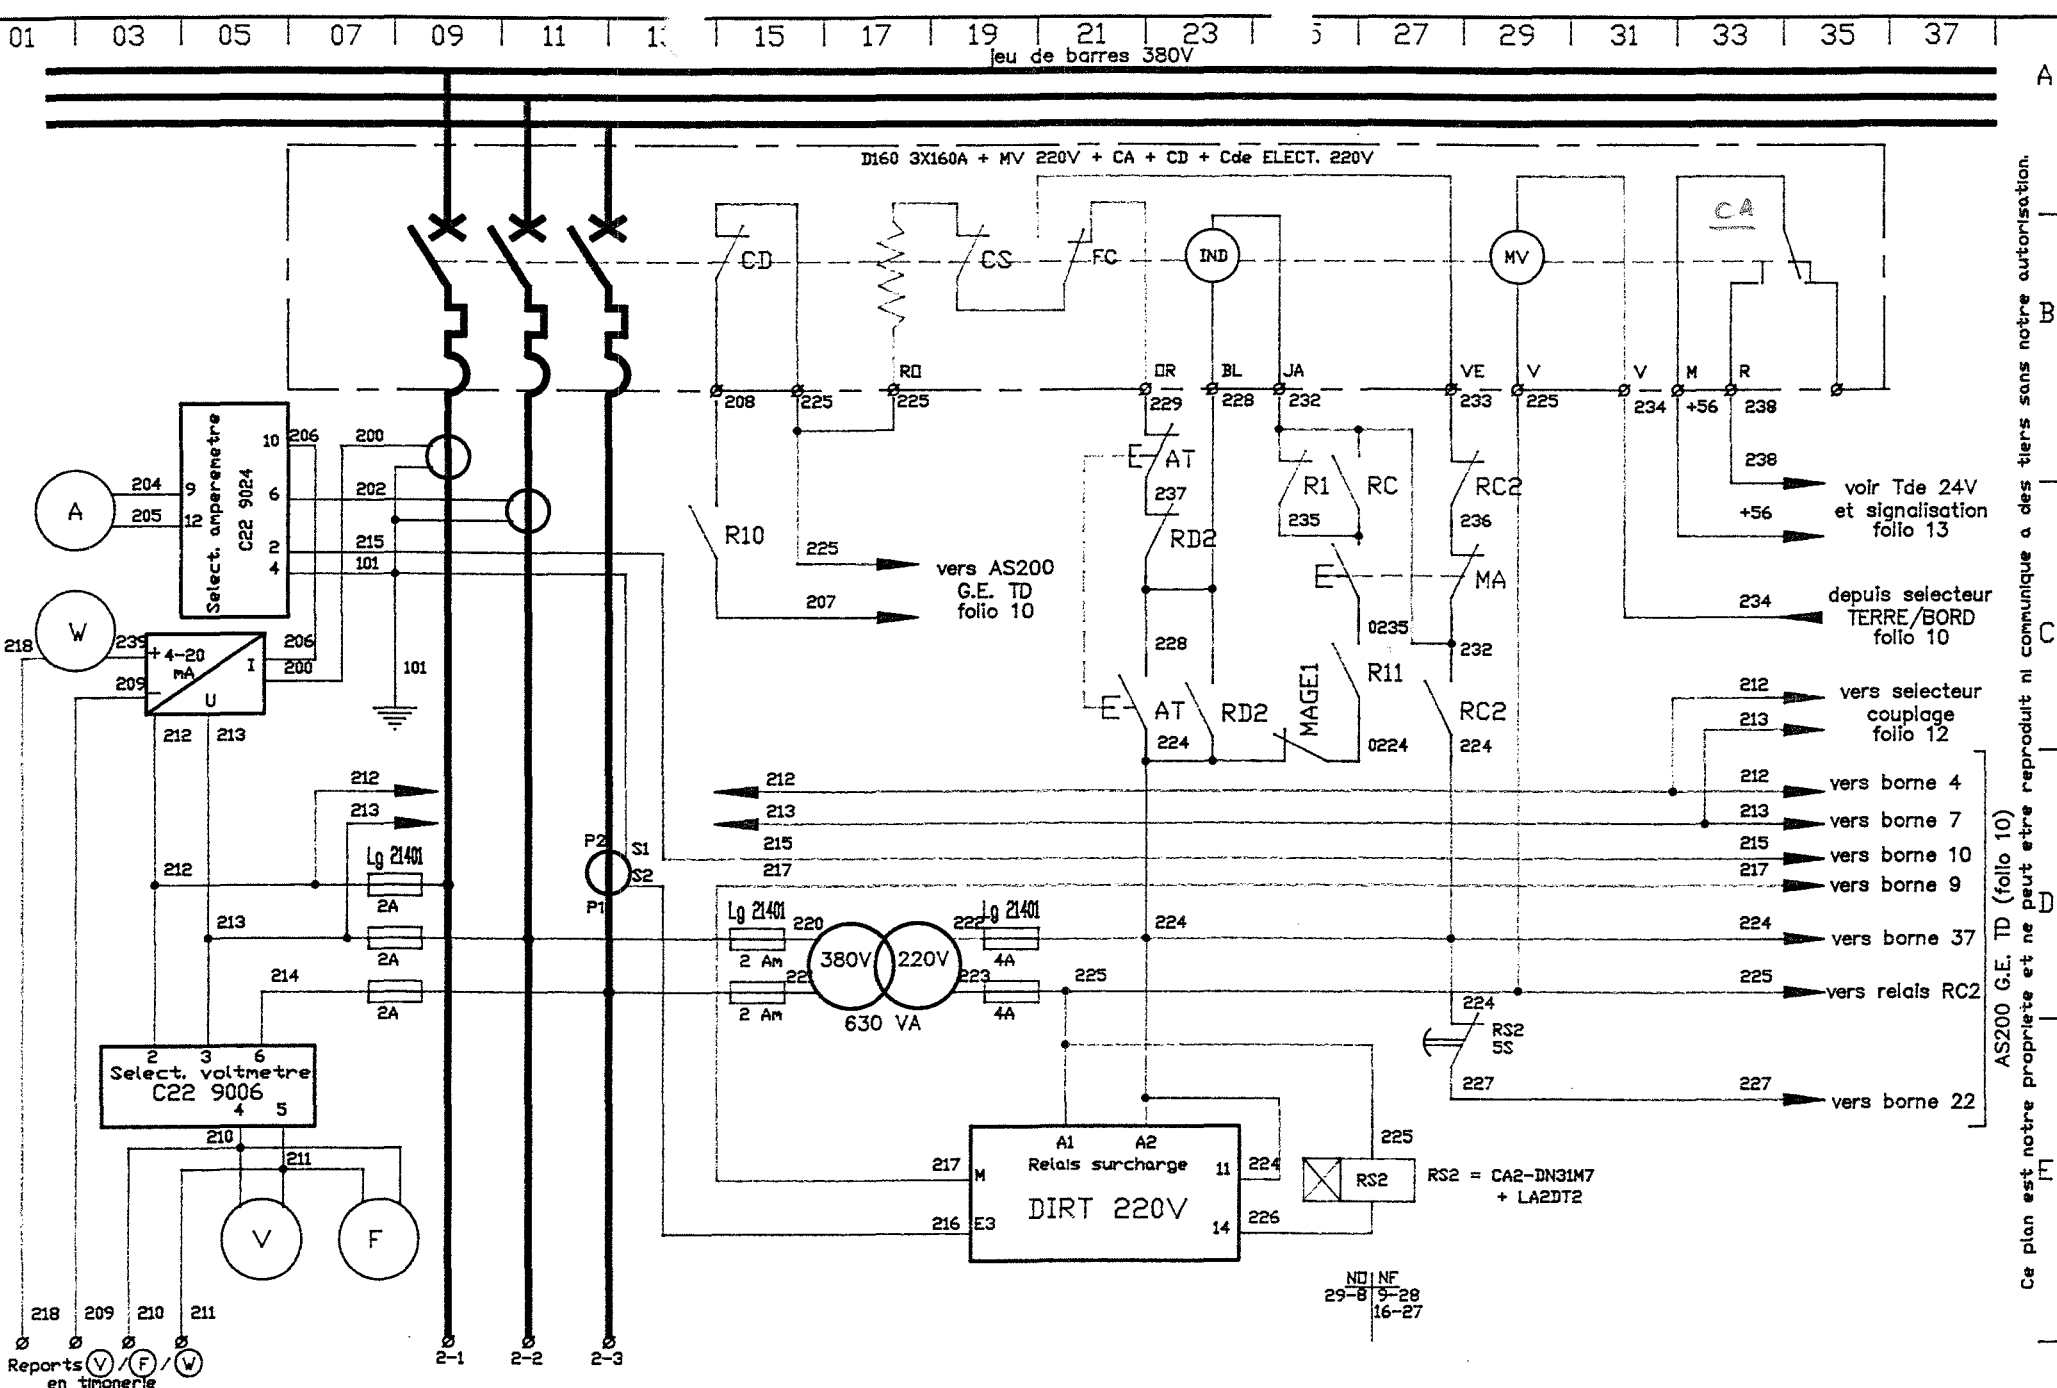 01 03 05 07 09 11 15 17 19 21 23 27 29 31 33 35 37
jeu de barres 380V
A
D160 3X160A + MV 220V + CA + CD + Cde ELECT. 220V
CA
CD CS FC IND MV
B
RO OR BL JA VE V V M R
208 225 225 229 228 232 233 225 234 +56 238
Select. amperemetre
C22 9024
10 206 200
6 202
2 215
4 101
A 204 9
205 12
E AT
237
RD2
R1 RC RC2
235 236
E MA
R10
225
207
vers AS200
G.E. TD
folio 10
238
+56
voir Tde 24V
et signalisation
folio 13
234
depuis selecteur
TERRE/BORD
folio 10
C
W
218 239 209
+ 4-20
mA
-
I
U
206
200
101
228
0235
232
E AT RD2 MAGE1 R11 RC2
224 0224 224
212
213
vers selecteur
couplage
folio 12
212 213
212 212 212 vers borne 4
213 213 213 vers borne 7
215 215 vers borne 10
217 217 vers borne 9
P2 S1
S2
P1
Lg 21401
212
2A
213
2A
214
2A
Lg 21401 220 222 Lg 21401
2 Am 380V 220V 4A
223
2 Am 4A
630 VA
224 224 vers borne 37
225 225 vers relais RC2
D
224
RS2
5S
227 227 vers borne 22
AS200 G.E. TD (folio 10)
2 3 6
Select. voltmetre
C22 9006
4 5
210
211
V F
A1 A2
Relais surcharge
DIRT 220V
217 M
216 E3
11 224
14 226
225
RS2
RS2 = CA2-DN31M7
+ LA2DT2
E
NO NF
29-8 9-28
16-27
218 209 210 211
2-1 2-2 2-3
Reports V / F / W
en timonerie
Ce plan est notre propriete et ne peut etre reproduit ni communique a des tiers sans notre autorisation.